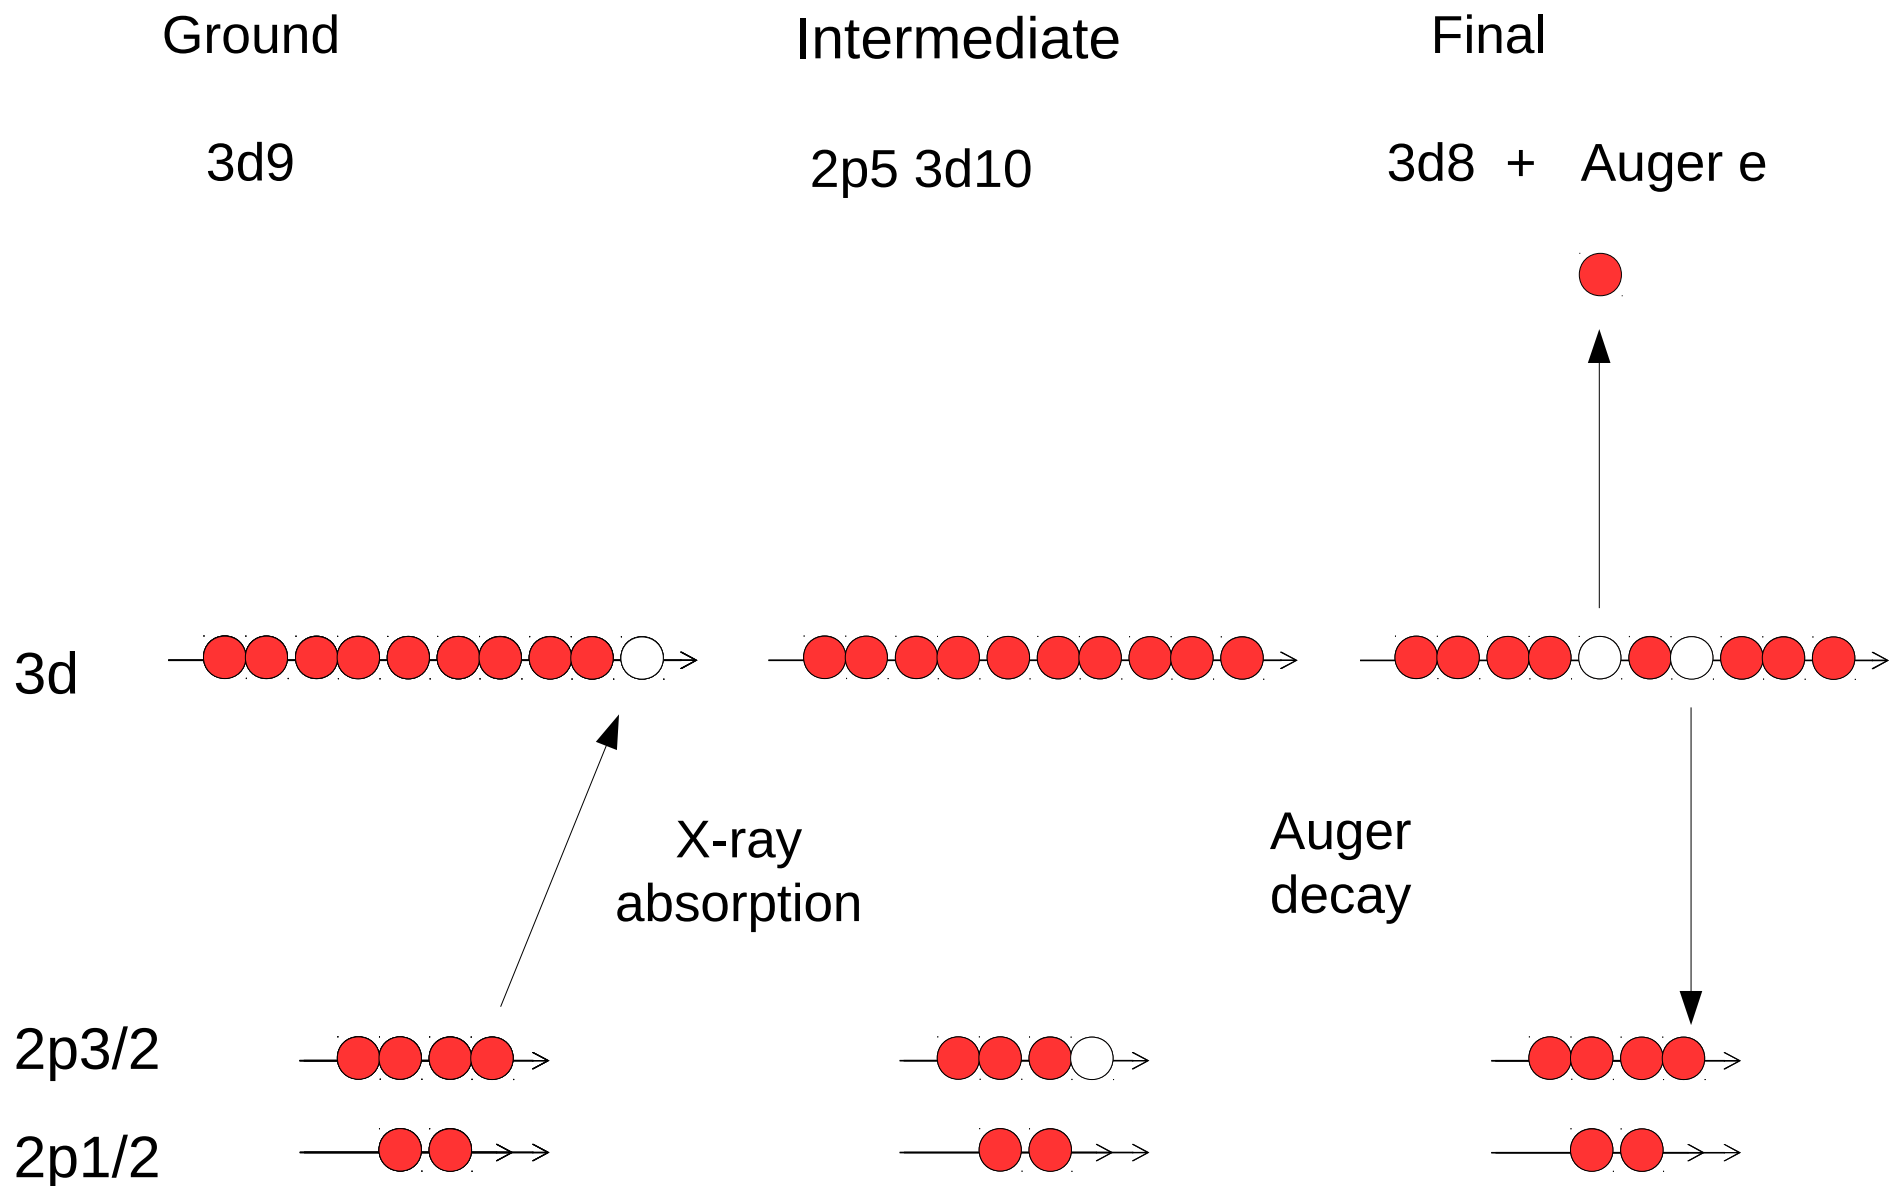 Ground
Intermediate
Final
3d9
2p5 3d10
3d8 + Auger e
3d
X-ray
absorption
Auger
decay
2p3/2
2p1/2